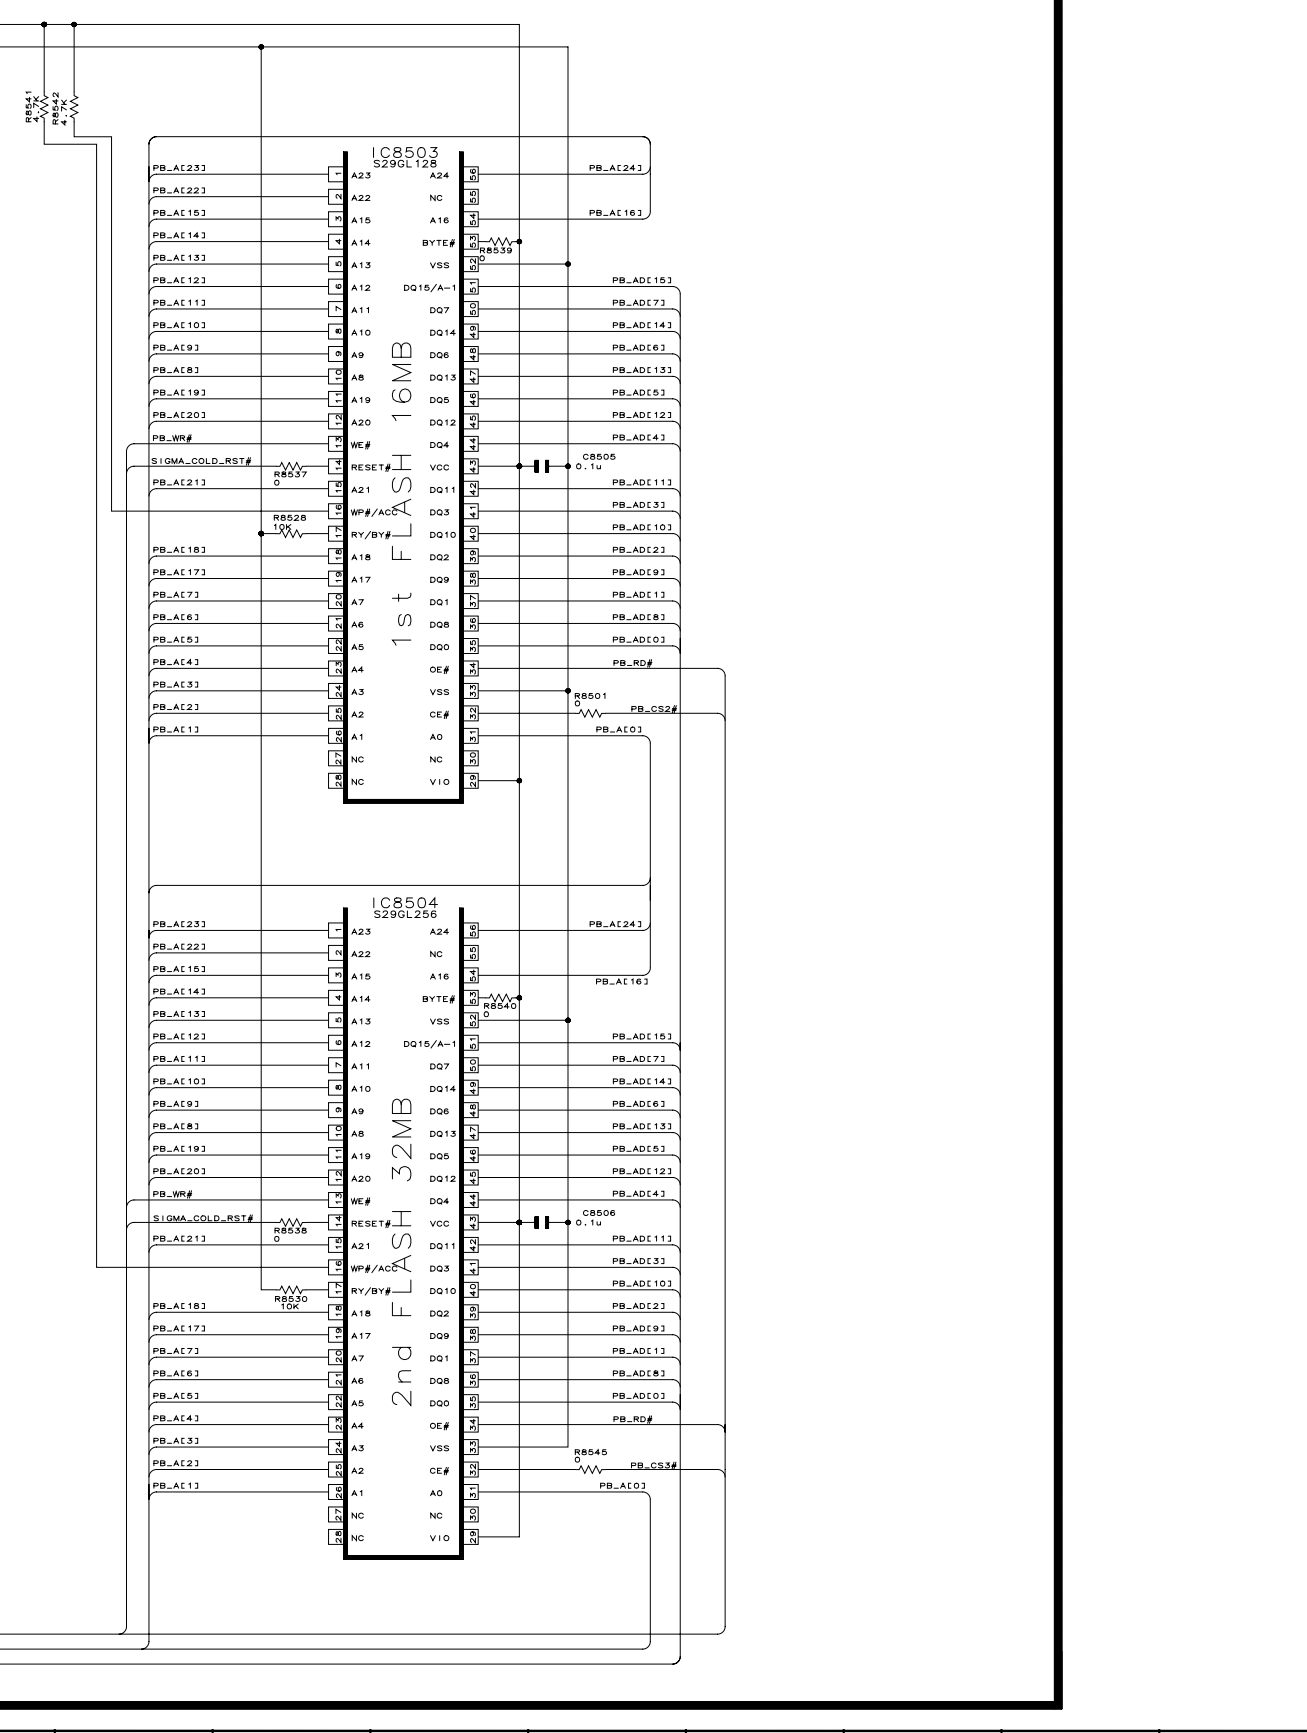 R8541
4.7K
R8542
4.7K
IC8503
S29GL128
1st FLASH 16MB
PB_A[23] 1 A23 A24 56 PB_A[24]
PB_A[22] 2 A22 NC 55
PB_A[15] 3 A15 A16 54 PB_A[16]
PB_A[14] 4 A14 BYTE# 53 R8539 0
PB_A[13] 5 A13 VSS 52
PB_A[12] 6 A12 DQ15/A-1 51 PB_AD[15]
PB_A[11] 7 A11 DQ7 50 PB_AD[7]
PB_A[10] 8 A10 DQ14 49 PB_AD[14]
PB_A[9] 9 A9 DQ6 48 PB_AD[6]
PB_A[8] 10 A8 DQ13 47 PB_AD[13]
PB_A[19] 11 A19 DQ5 46 PB_AD[5]
PB_A[20] 12 A20 DQ12 45 PB_AD[12]
PB_WR# 13 WE# DQ4 44 PB_AD[4]
SIGMA_COLD_RST# R8537 0 14 RESET# VCC 43 C8505 0.1u
PB_A[21] 15 A21 DQ11 42 PB_AD[11]
16 WP#/ACC DQ3 41 PB_AD[3]
R8528 10K 17 RY/BY# DQ10 40 PB_AD[10]
PB_A[18] 18 A18 DQ2 39 PB_AD[2]
PB_A[17] 19 A17 DQ9 38 PB_AD[9]
PB_A[7] 20 A7 DQ1 37 PB_AD[1]
PB_A[6] 21 A6 DQ8 36 PB_AD[8]
PB_A[5] 22 A5 DQ0 35 PB_AD[0]
PB_A[4] 23 A4 OE# 34 PB_RD#
PB_A[3] 24 A3 VSS 33
PB_A[2] 25 A2 CE# 32 R8501 0 PB_CS2#
PB_A[1] 26 A1 A0 31 PB_A[0]
27 NC NC 30
28 NC VIO 29
IC8504
S29GL256
2nd FLASH 32MB
PB_A[23] 1 A23 A24 56 PB_A[24]
PB_A[22] 2 A22 NC 55
PB_A[15] 3 A15 A16 54 PB_A[16]
PB_A[14] 4 A14 BYTE# 53 R8540 0
PB_A[13] 5 A13 VSS 52
PB_A[12] 6 A12 DQ15/A-1 51 PB_AD[15]
PB_A[11] 7 A11 DQ7 50 PB_AD[7]
PB_A[10] 8 A10 DQ14 49 PB_AD[14]
PB_A[9] 9 A9 DQ6 48 PB_AD[6]
PB_A[8] 10 A8 DQ13 47 PB_AD[13]
PB_A[19] 11 A19 DQ5 46 PB_AD[5]
PB_A[20] 12 A20 DQ12 45 PB_AD[12]
PB_WR# 13 WE# DQ4 44 PB_AD[4]
SIGMA_COLD_RST# R8538 0 14 RESET# VCC 43 C8506 0.1u
PB_A[21] 15 A21 DQ11 42 PB_AD[11]
16 WP#/ACC DQ3 41 PB_AD[3]
R8530 10K 17 RY/BY# DQ10 40 PB_AD[10]
PB_A[18] 18 A18 DQ2 39 PB_AD[2]
PB_A[17] 19 A17 DQ9 38 PB_AD[9]
PB_A[7] 20 A7 DQ1 37 PB_AD[1]
PB_A[6] 21 A6 DQ8 36 PB_AD[8]
PB_A[5] 22 A5 DQ0 35 PB_AD[0]
PB_A[4] 23 A4 OE# 34 PB_RD#
PB_A[3] 24 A3 VSS 33
PB_A[2] 25 A2 CE# 32 R8545 0 PB_CS3#
PB_A[1] 26 A1 A0 31 PB_A[0]
27 NC NC 30
28 NC VIO 29